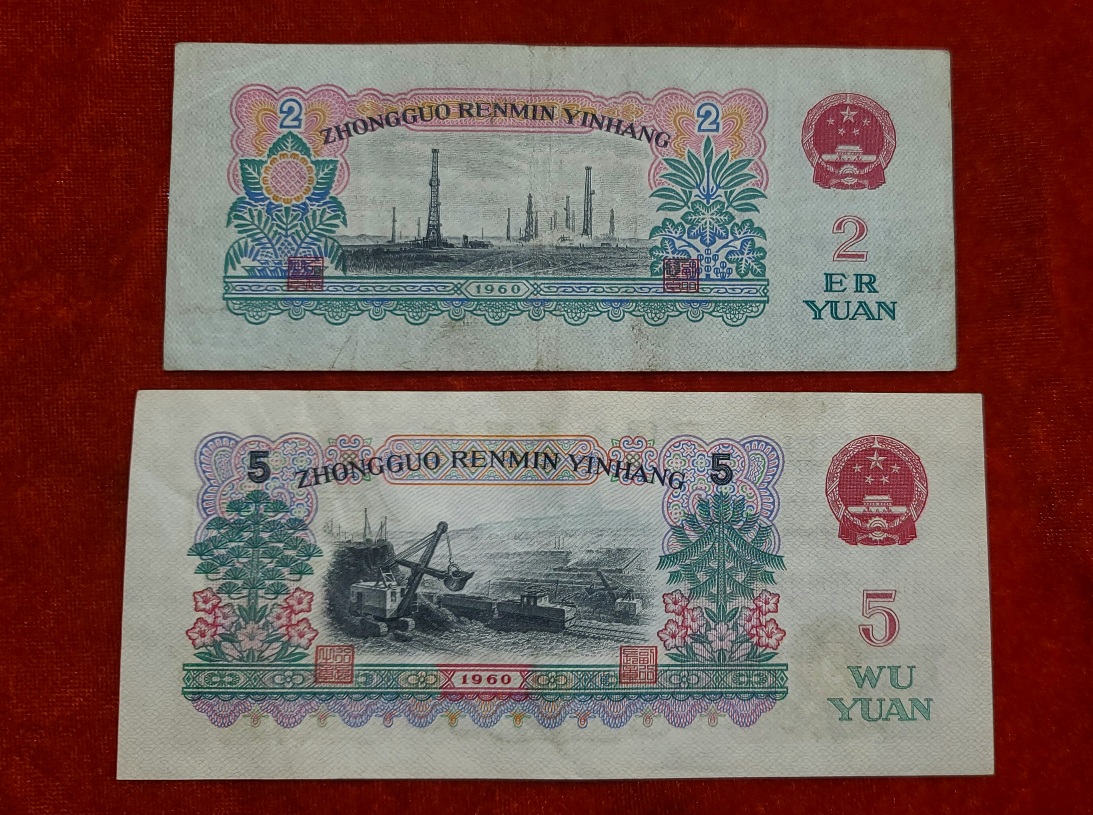 2 2
ZHONGGUO RENMIN YINHANG
2
ER
YUAN
1960
5 5
ZHONGGUO RENMIN YINHANG
5
WU
YUAN
1960